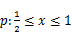 p: 1/2 ≤ x ≤ 1